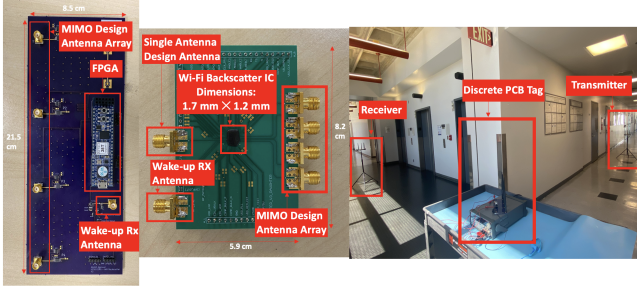 8.5 cm
MIMO Design
Antenna Array
FPGA
21.5
cm
Wake-up Rx
Antenna
Single Antenna
Design Antenna
Wi-Fi Backscatter IC
Dimensions:
1.7 mm × 1.2 mm
Wake-up RX
Antenna
8.2
cm
MIMO Design
Antenna Array
5.9 cm
EXIT
Receiver
Discrete PCB Tag
Transmitter